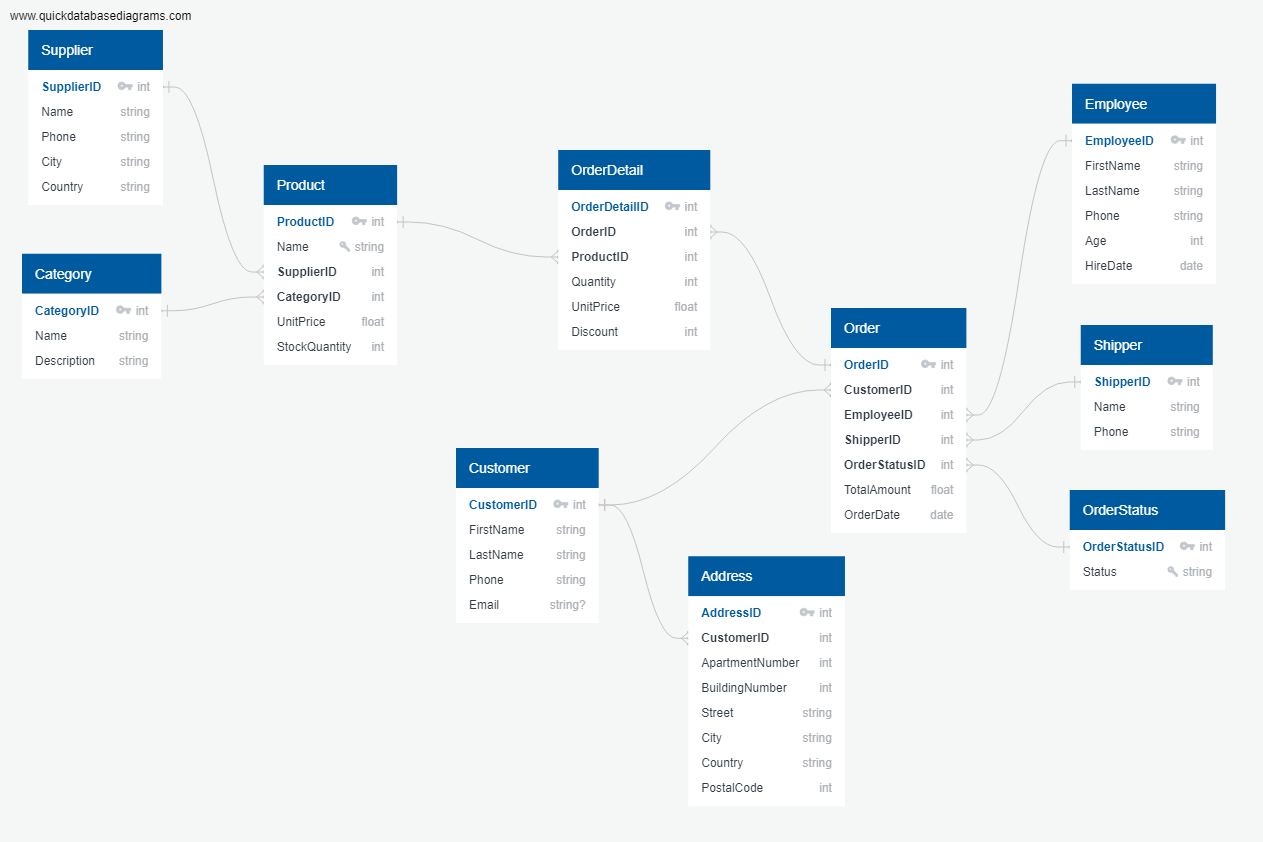 www.quickdatabasediagrams.com
Supplier
SupplierID int
Name string
Phone string
City string
Country string
Category
CategoryID int
Name string
Description string
Product
ProductID int
Name string
SupplierID int
CategoryID int
UnitPrice float
StockQuantity int
OrderDetail
OrderDetailID int
OrderID int
ProductID int
Quantity int
UnitPrice float
Discount int
Customer
CustomerID int
FirstName string
LastName string
Phone string
Email string?
Address
AddressID int
CustomerID int
ApartmentNumber int
BuildingNumber int
Street string
City string
Country string
PostalCode int
Order
OrderID int
CustomerID int
EmployeeID int
ShipperID int
OrderStatusID int
TotalAmount float
OrderDate date
Employee
EmployeeID int
FirstName string
LastName string
Phone string
Age int
HireDate date
Shipper
ShipperID int
Name string
Phone string
OrderStatus
OrderStatusID int
Status string